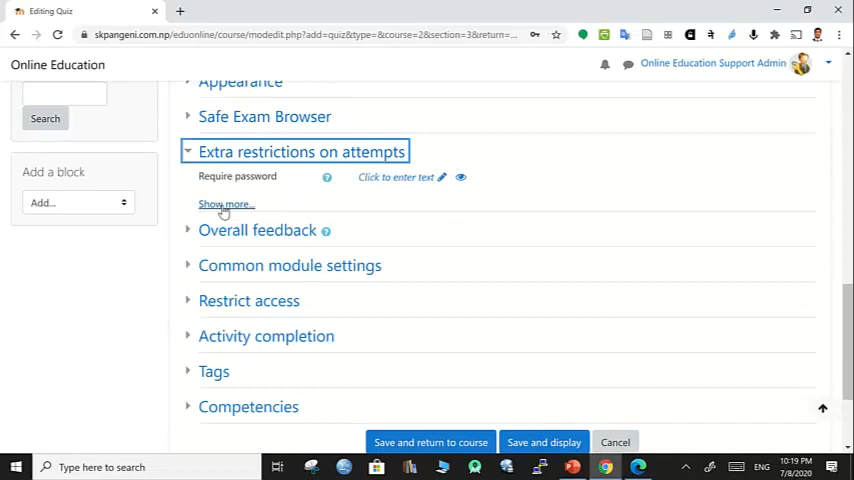 Editing Quiz
skpangeni.com.np/eduonline/course/modedit.php?add=quiz&type=&course=2&section=3&return=...
Online Education
Online Education Support Admin
Appearance
Search
Safe Exam Browser
Extra restrictions on attempts
Add a block
Require password
Click to enter text
Add...
Show more...
Overall feedback
Common module settings
Restrict access
Activity completion
Tags
Competencies
Save and return to course
Save and display
Cancel
Type here to search
ENG
10:19 PM
7/8/2020